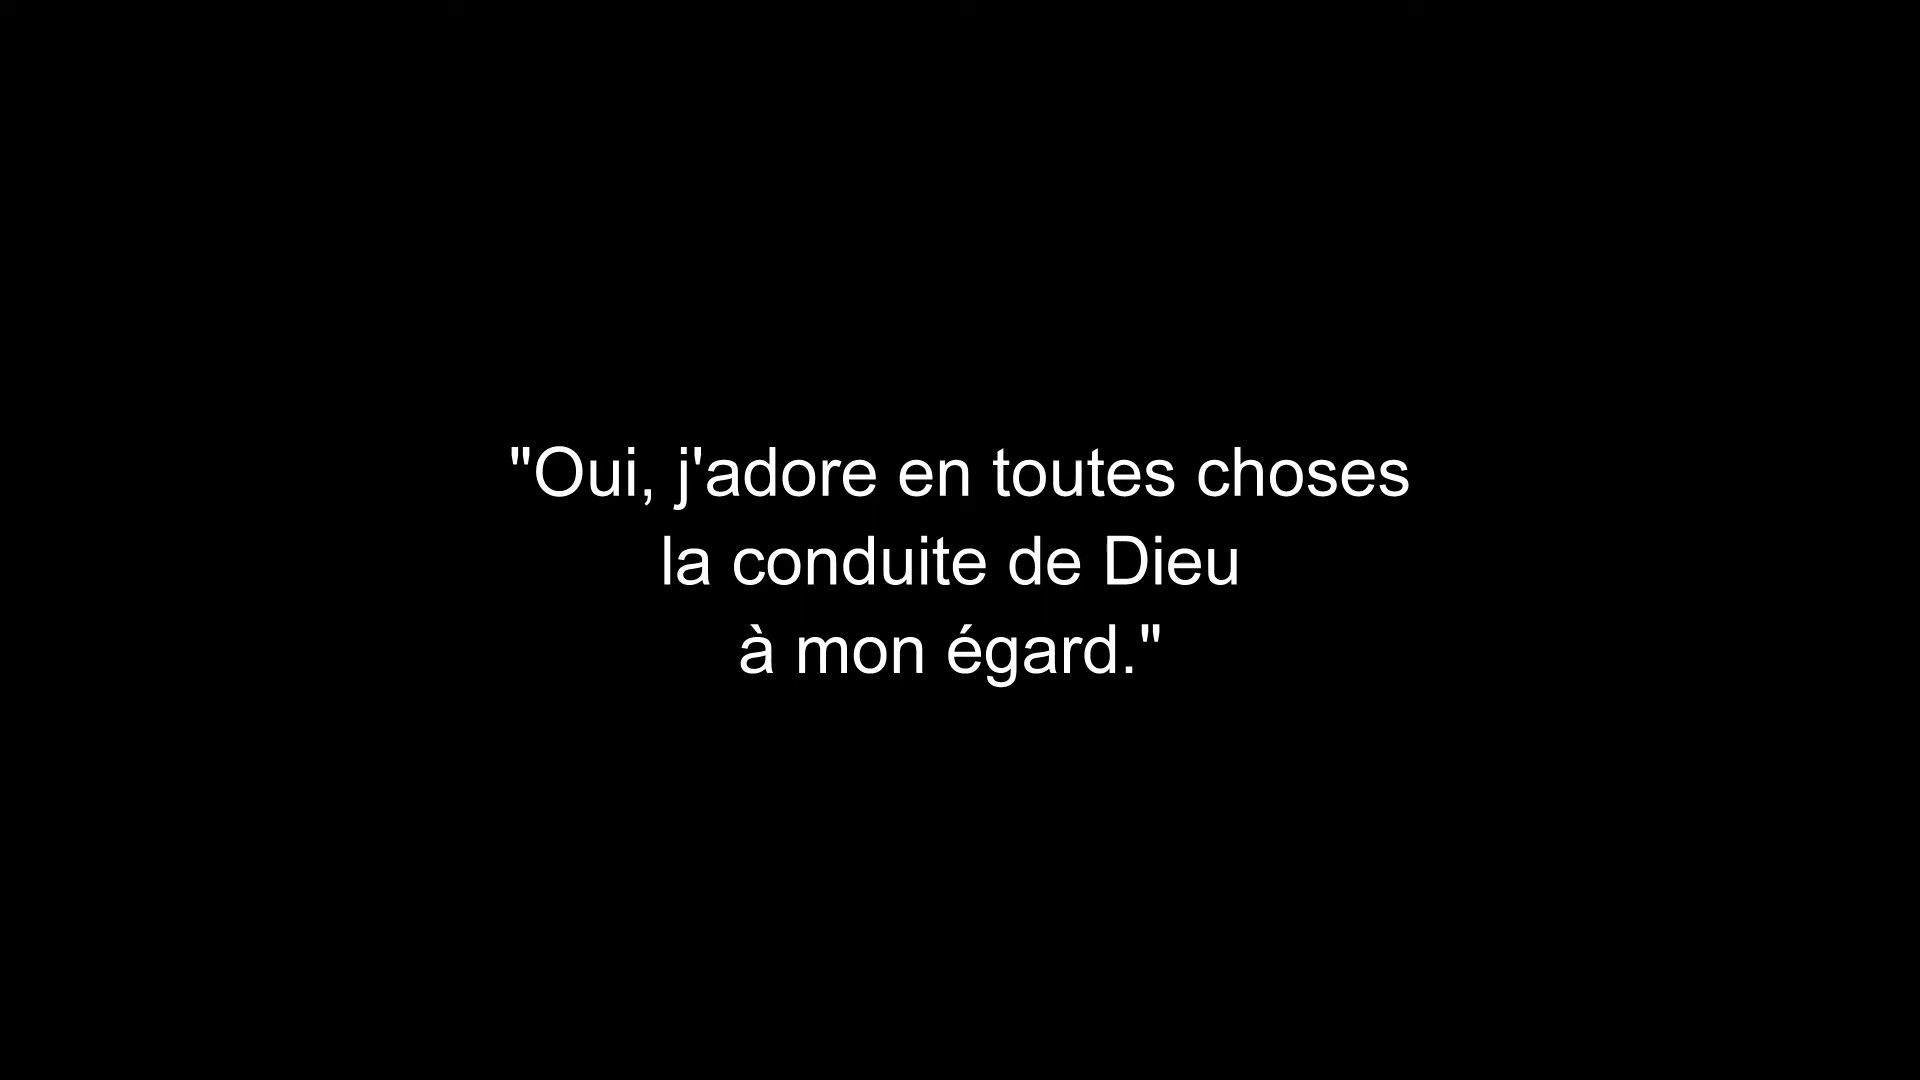 "Oui, j'adore en toutes choses
la conduite de Dieu
à mon égard."